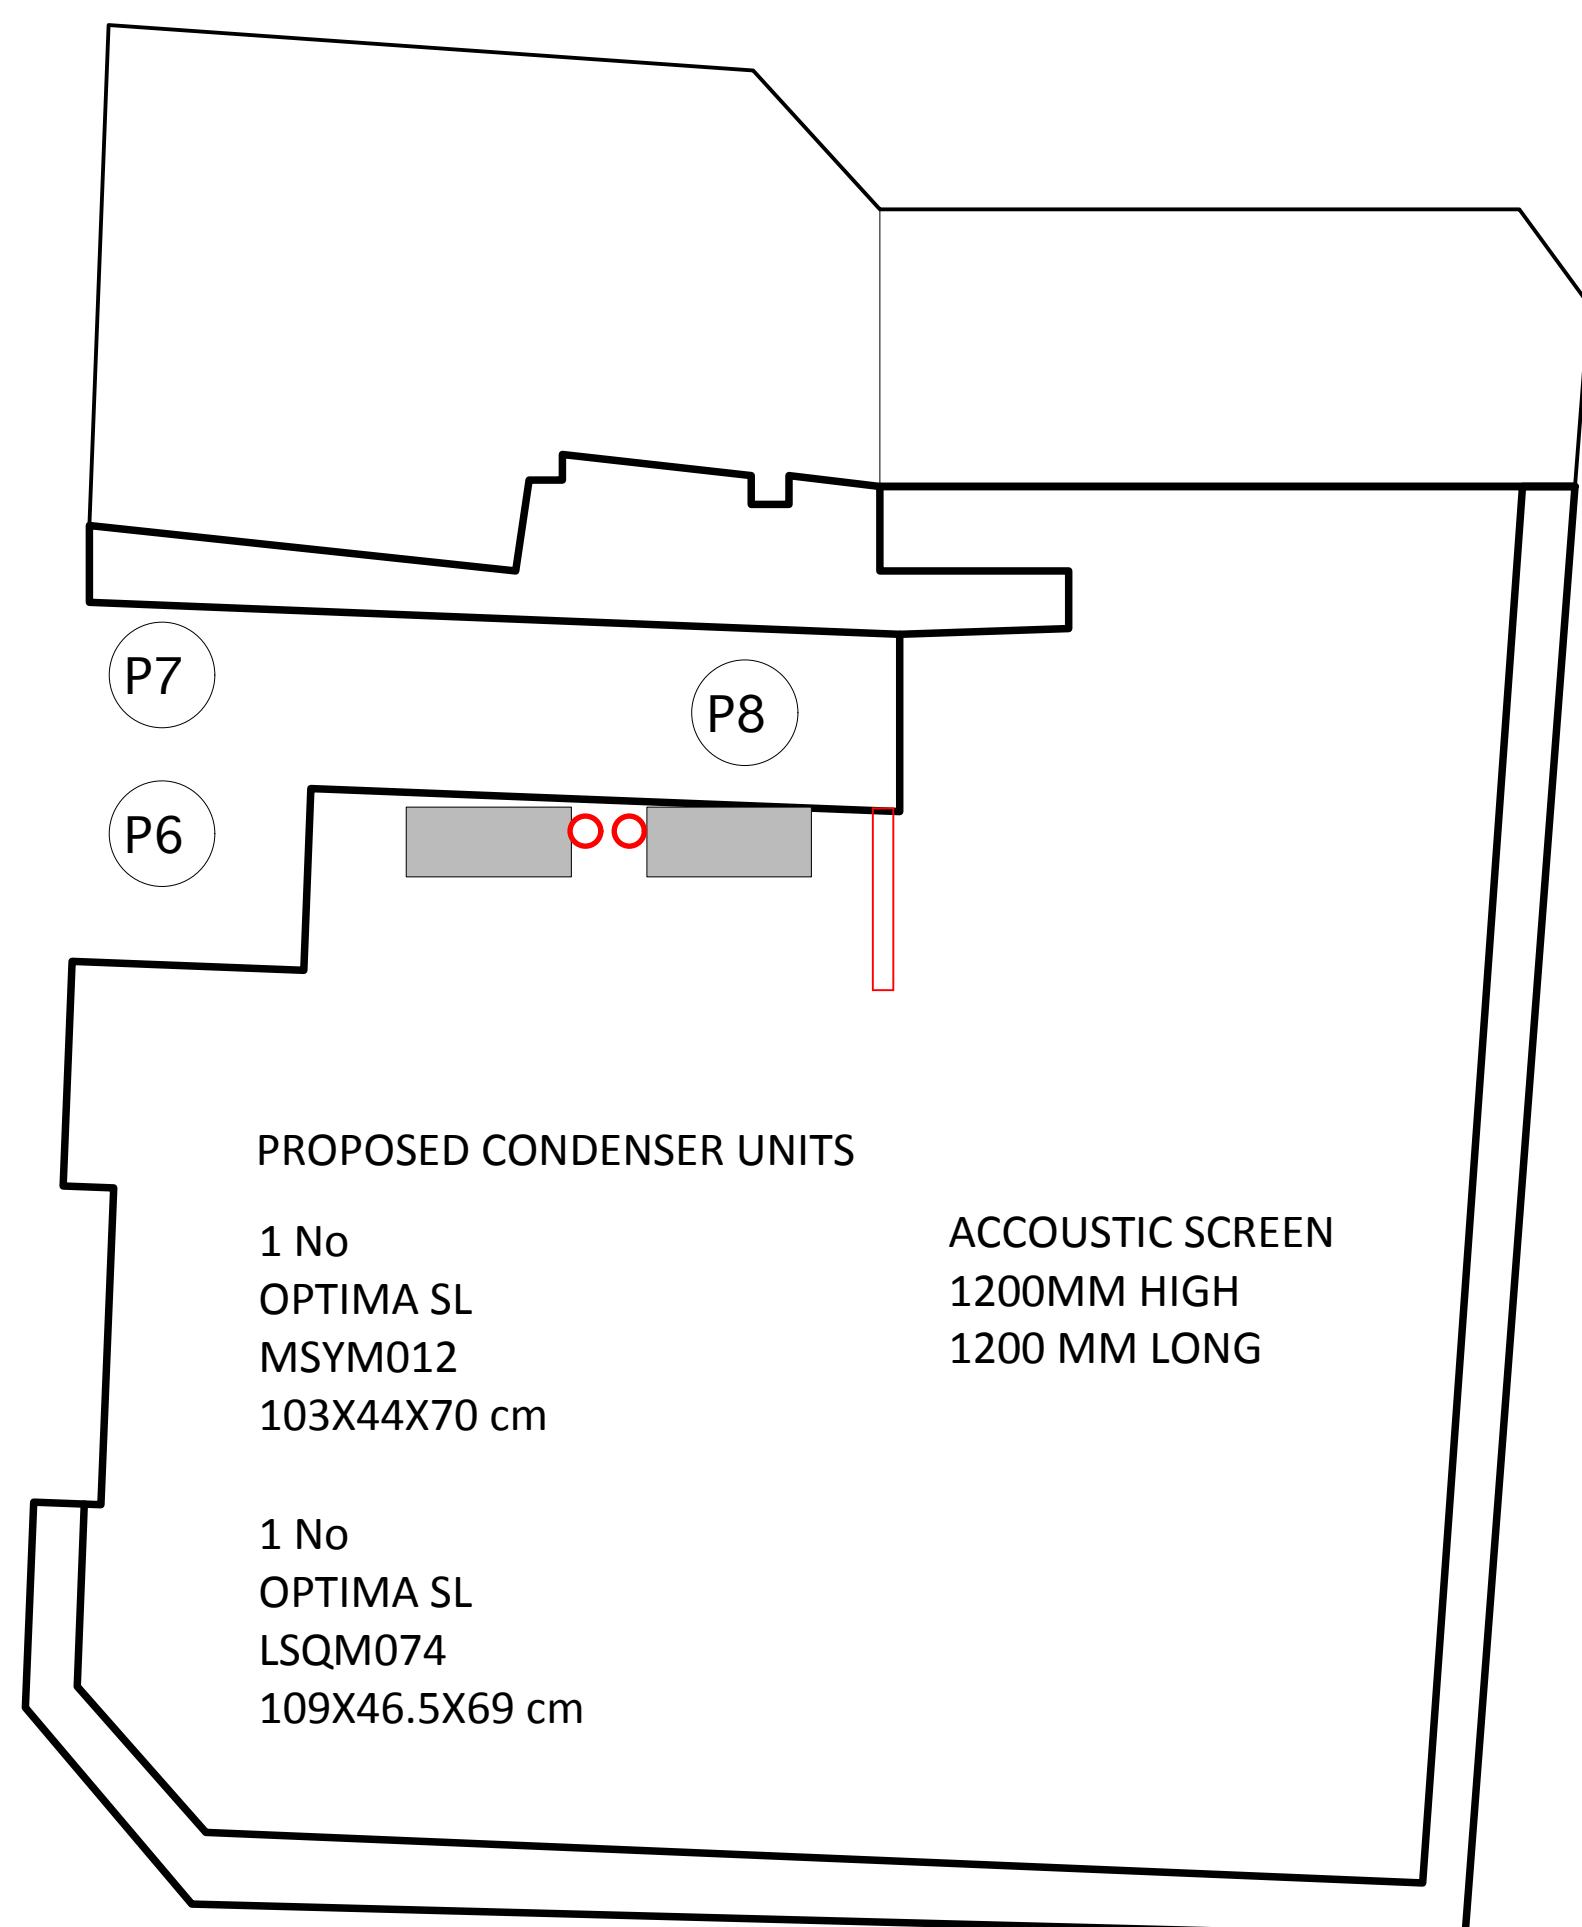 P7
P8
P6
PROPOSED CONDENSER UNITS
1 No
OPTIMA SL
MSYM012
103X44X70 cm
1 No
OPTIMA SL
LSQM074
109X46.5X69 cm
ACCOUSTIC SCREEN
1200MM HIGH
1200 MM LONG